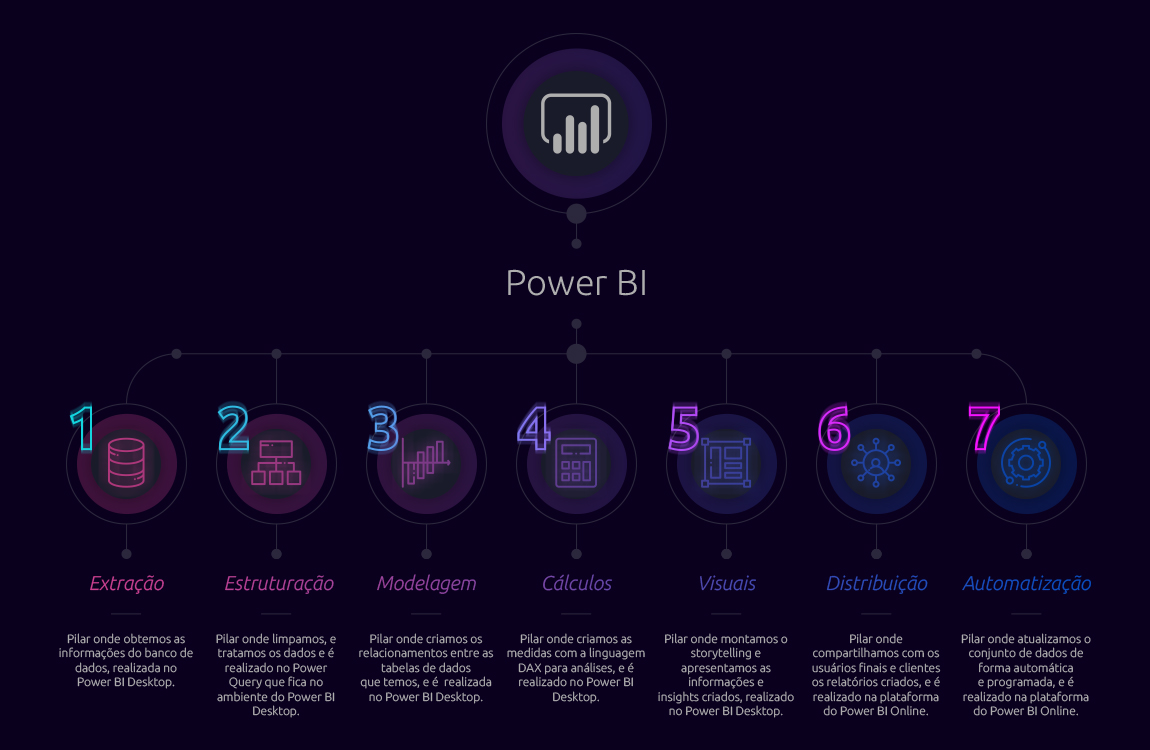 Power BI
1
2
3
4
5
6
7
Extração
Estruturação
Modelagem
Cálculos
Visuais
Distribuição
Automatização
Pilar onde obtemos as
informações do banco de
dados, realizada no
Power BI Desktop.
Pilar onde limpamos, e
tratamos os dados e é
realizado no Power
Query que fica no
ambiente do Power BI
Desktop.
Pilar onde criamos os
relacionamentos entre as
tabelas de dados
que temos, e é realizada
no Power BI Desktop.
Pilar onde criamos as
medidas com a linguagem
DAX para análises, e é
realizado no Power BI
Desktop.
Pilar onde montamos o
storytelling e
apresentamos as
informações e
insights criados, realizado
no Power BI Desktop.
Pilar onde
compartilhamos com os
usuários finais e clientes
os relatórios criados, e é
realizado na plataforma
do Power BI Online.
Pilar onde atualizamos o
conjunto de dados de
forma automática
e programada, e é
realizado na plataforma
do Power BI Online.